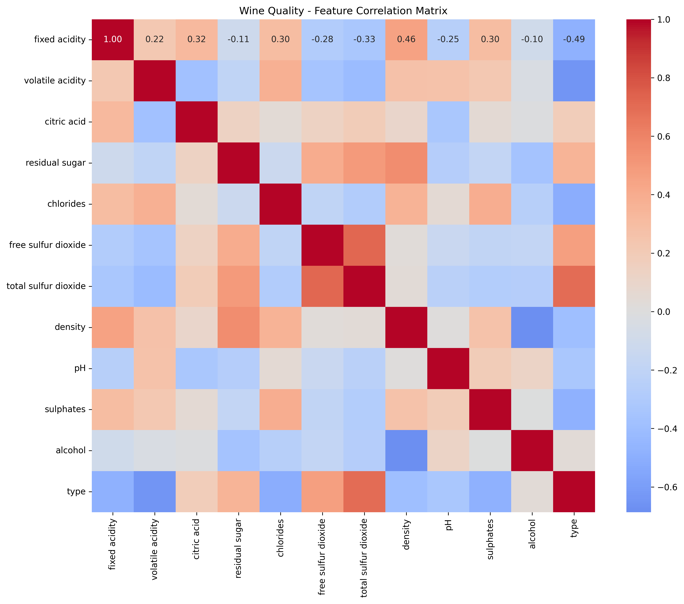 Wine Quality - Feature Correlation Matrix
fixed acidity 1.00 0.22 0.32 -0.11 0.30 -0.28 -0.33 0.46 -0.25 0.30 -0.10 -0.49
volatile acidity
citric acid
residual sugar
chlorides
free sulfur dioxide
total sulfur dioxide
density
pH
sulphates
alcohol
type
fixed acidity
volatile acidity
citric acid
residual sugar
chlorides
free sulfur dioxide
total sulfur dioxide
density
pH
sulphates
alcohol
type
1.0
0.8
0.6
0.4
0.2
0.0
−0.2
−0.4
−0.6